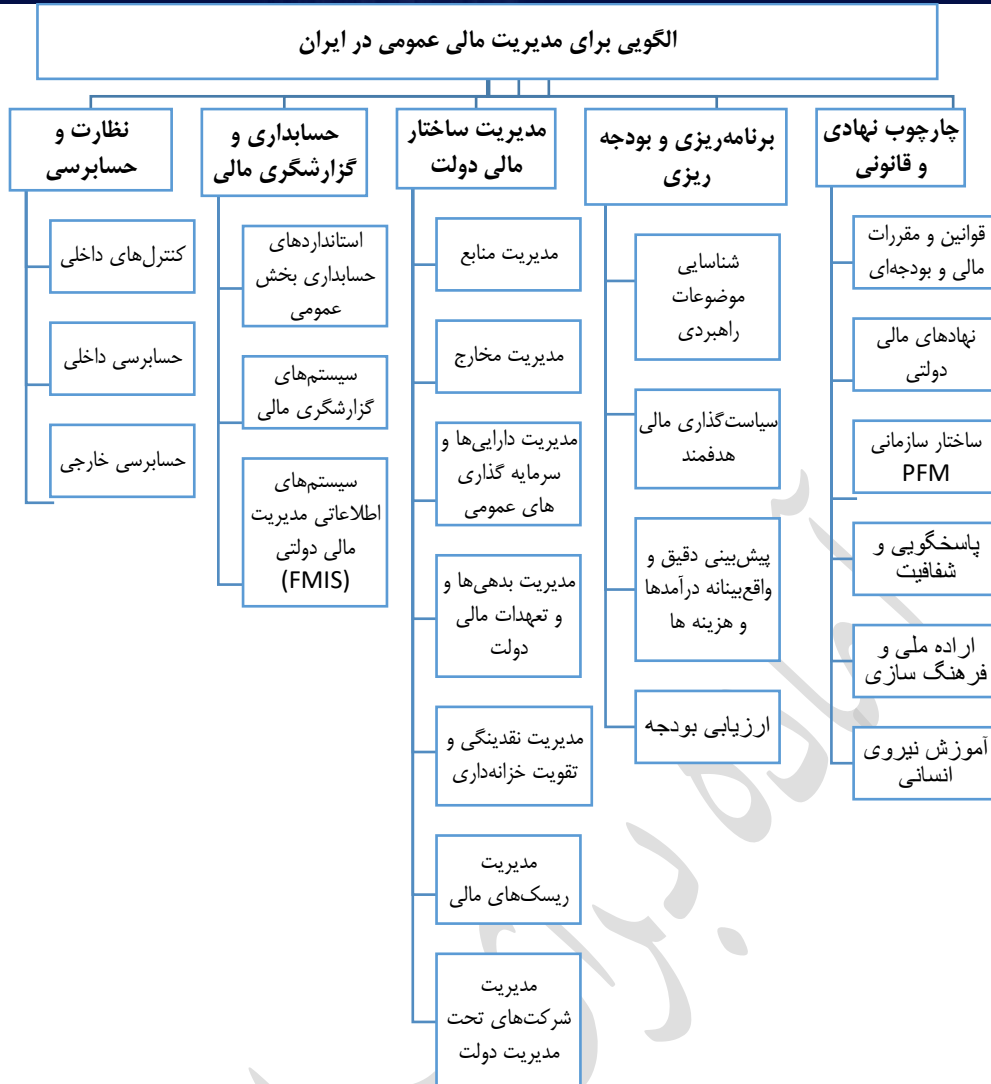 الگویی برای مدیریت مالی عمومی در ایران
چارچوب نهادی
و قانونی
قوانین و مقررات
مالی و بودجه‌ای
نهادهای مالی
دولتی
ساختار سازمانی
PFM
پاسخگویی و
شفافیت
اراده ملی و
فرهنگ سازی
آموزش نیروی
انسانی
برنامه‌ریزی و بودجه
ریزی
شناسایی
موضوعات
راهبردی
سیاست‌گذاری مالی
هدفمند
پیش‌بینی دقیق و
واقع‌بینانه درآمدها
و هزینه ها
ارزیابی بودجه
مدیریت ساختار
مالی دولت
مدیریت منابع
مدیریت مخارج
مدیریت دارایی‌ها و
سرمایه گذاری
های عمومی
مدیریت بدهی‌ها و
و تعهدات مالی
دولت
مدیریت نقدینگی و
تقویت خزانه‌داری
مدیریت
ریسک‌های مالی
مدیریت
شرکت‌های تحت
مدیریت دولت
حسابداری و
گزارشگری مالی
استانداردهای
حسابداری بخش
عمومی
سیستم‌های
گزارشگری مالی
سیستم‌های
اطلاعاتی مدیریت
مالی دولتی
(FMIS)
نظارت و
حسابرسی
کنترل‌های داخلی
حسابرسی داخلی
حسابرسی خارجی
آماده برای